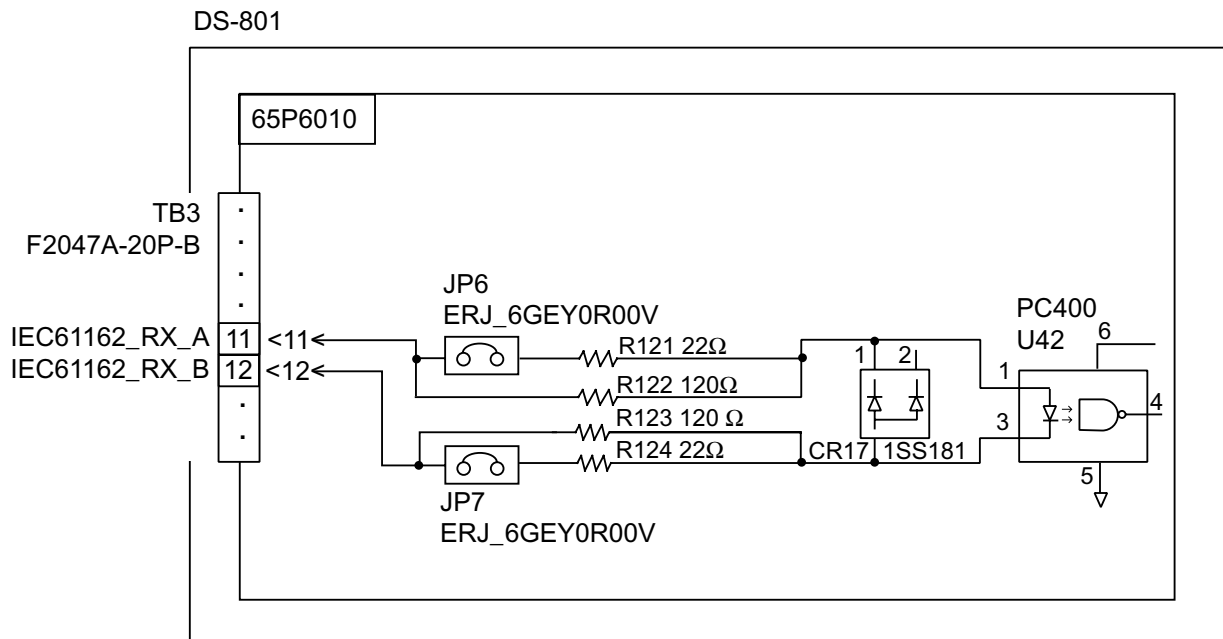 DS-801
65P6010
TB3
F2047A-20P-B
JP6
ERJ_6GEY0R00V
PC400
U42
6
IEC61162_RX_A 11 <11<
R121 22Ω
1 2
IEC61162_RX_B 12 <12<
1
R122 120Ω
4
R123 120 Ω
3
R124 22Ω
CR17 1SS181
5
JP7
ERJ_6GEY0R00V